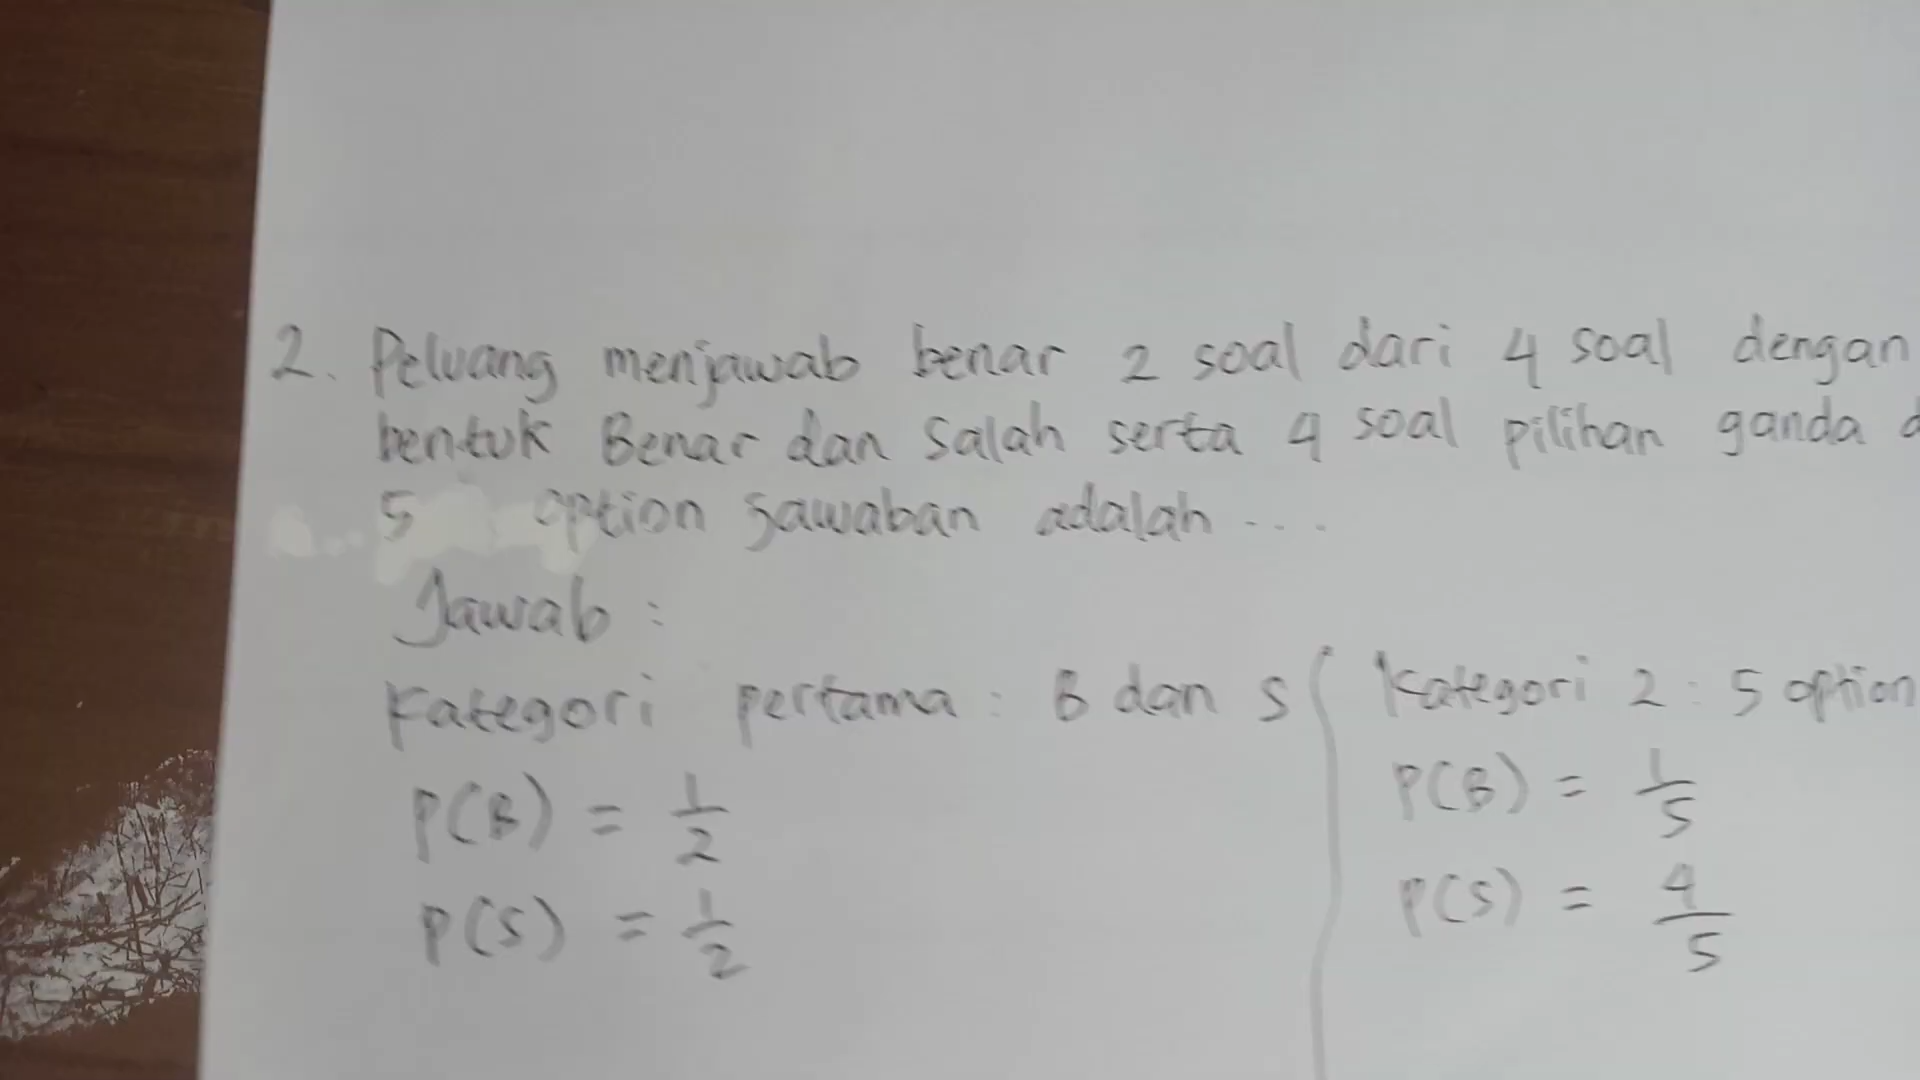 2. Peluang menjawab benar 2 soal dari 4 soal dengan
bentuk Benar dan Salah serta 4 soal pilihan ganda
5 option Jawaban adalah ...
Jawab :
Kategori pertama : B dan S
P(B) = 1/2
P(S) = 1/2
Kategori 2 : 5 option
P(B) = 1/5
P(S) = 4/5